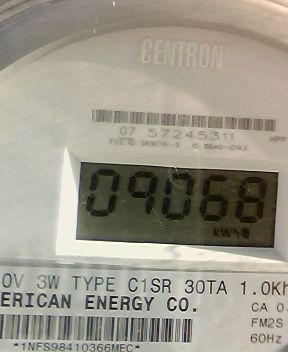 CENTRON®
07 57245311
09068
kWh
0V 3W TYPE C1SR 30TA 1.0Kh
ERICAN ENERGY CO.
CA 0.
FM2S
60Hz
*1NFS98410366MEC*